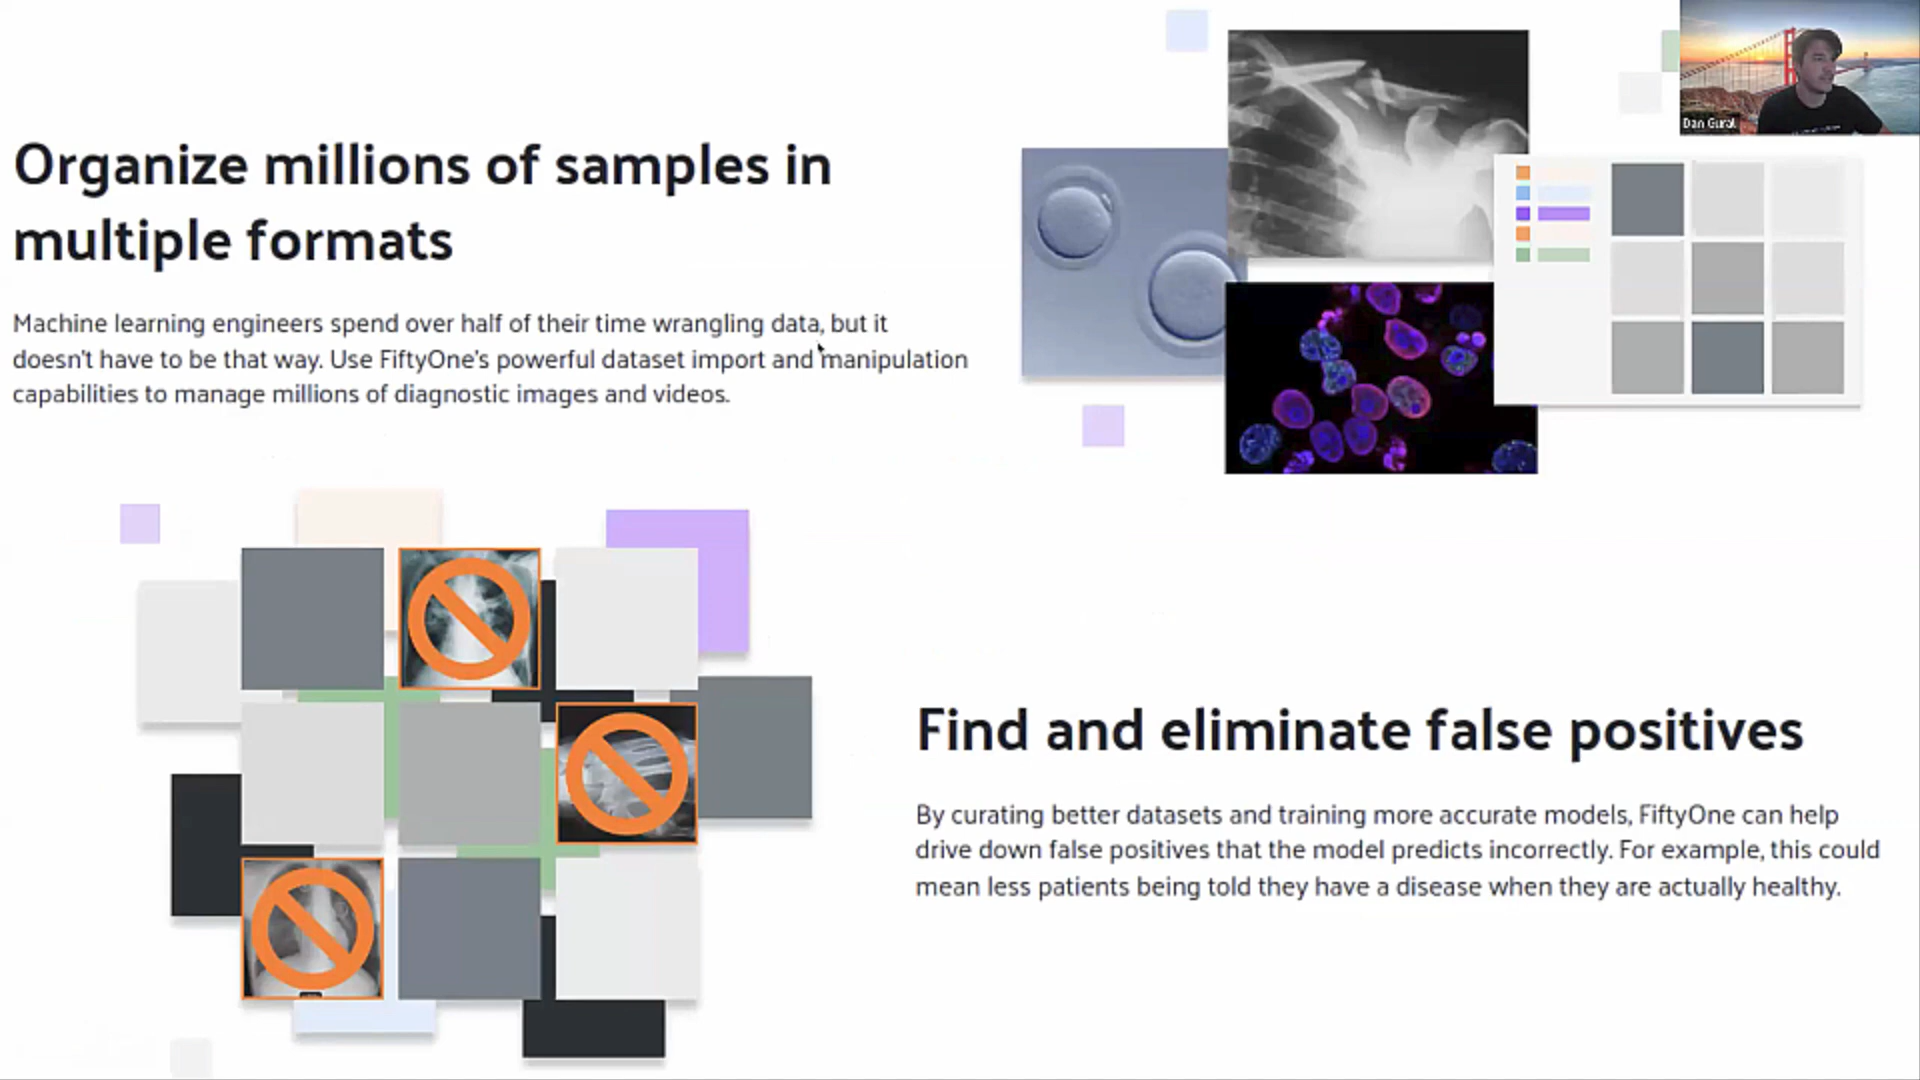 Organize millions of samples in
multiple formats
Machine learning engineers spend over half of their time wrangling data, but it
doesn't have to be that way. Use FiftyOne's powerful dataset import and manipulation
capabilities to manage millions of diagnostic images and videos.
Dan Gural
Find and eliminate false positives
By curating better datasets and training more accurate models, FiftyOne can help
drive down false positives that the model predicts incorrectly. For example, this could
mean less patients being told they have a disease when they are actually healthy.